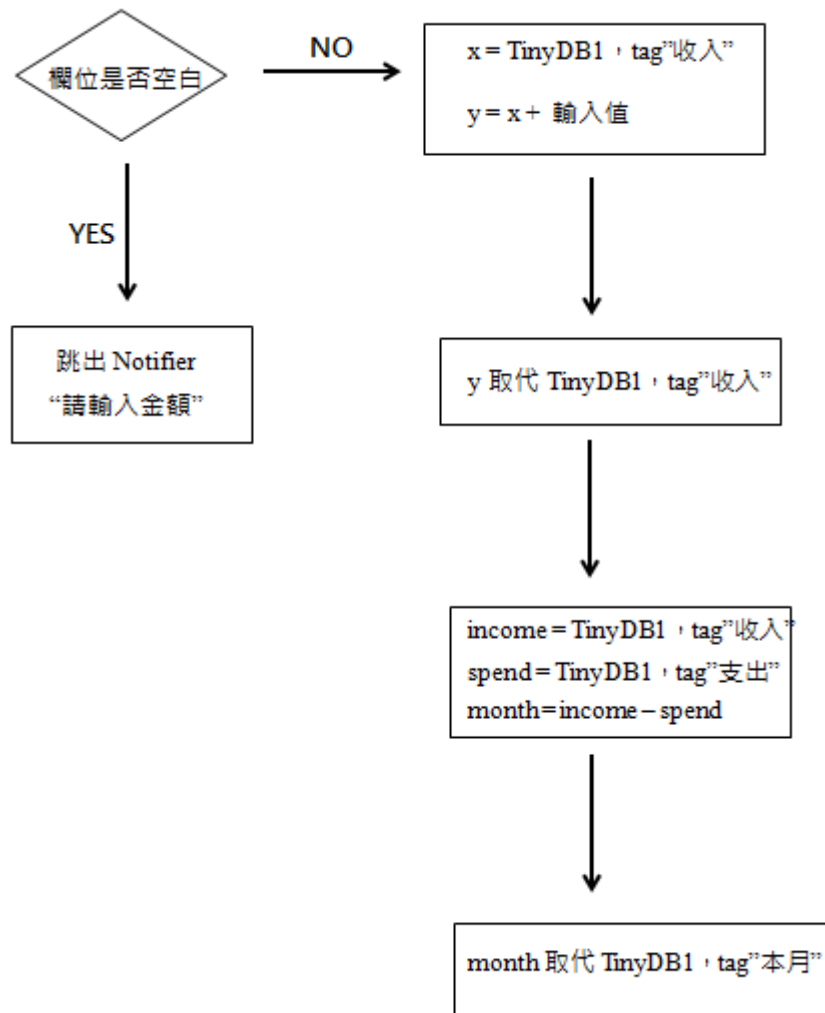 欄位是否空白
NO
x = TinyDB1，tag”收入”
y = x + 輸入值
YES
跳出 Notifier
“請輸入金額”
y 取代 TinyDB1，tag”收入”
income = TinyDB1，tag”收入”
spend = TinyDB1，tag”支出”
month=income – spend
month 取代 TinyDB1，tag”本月”